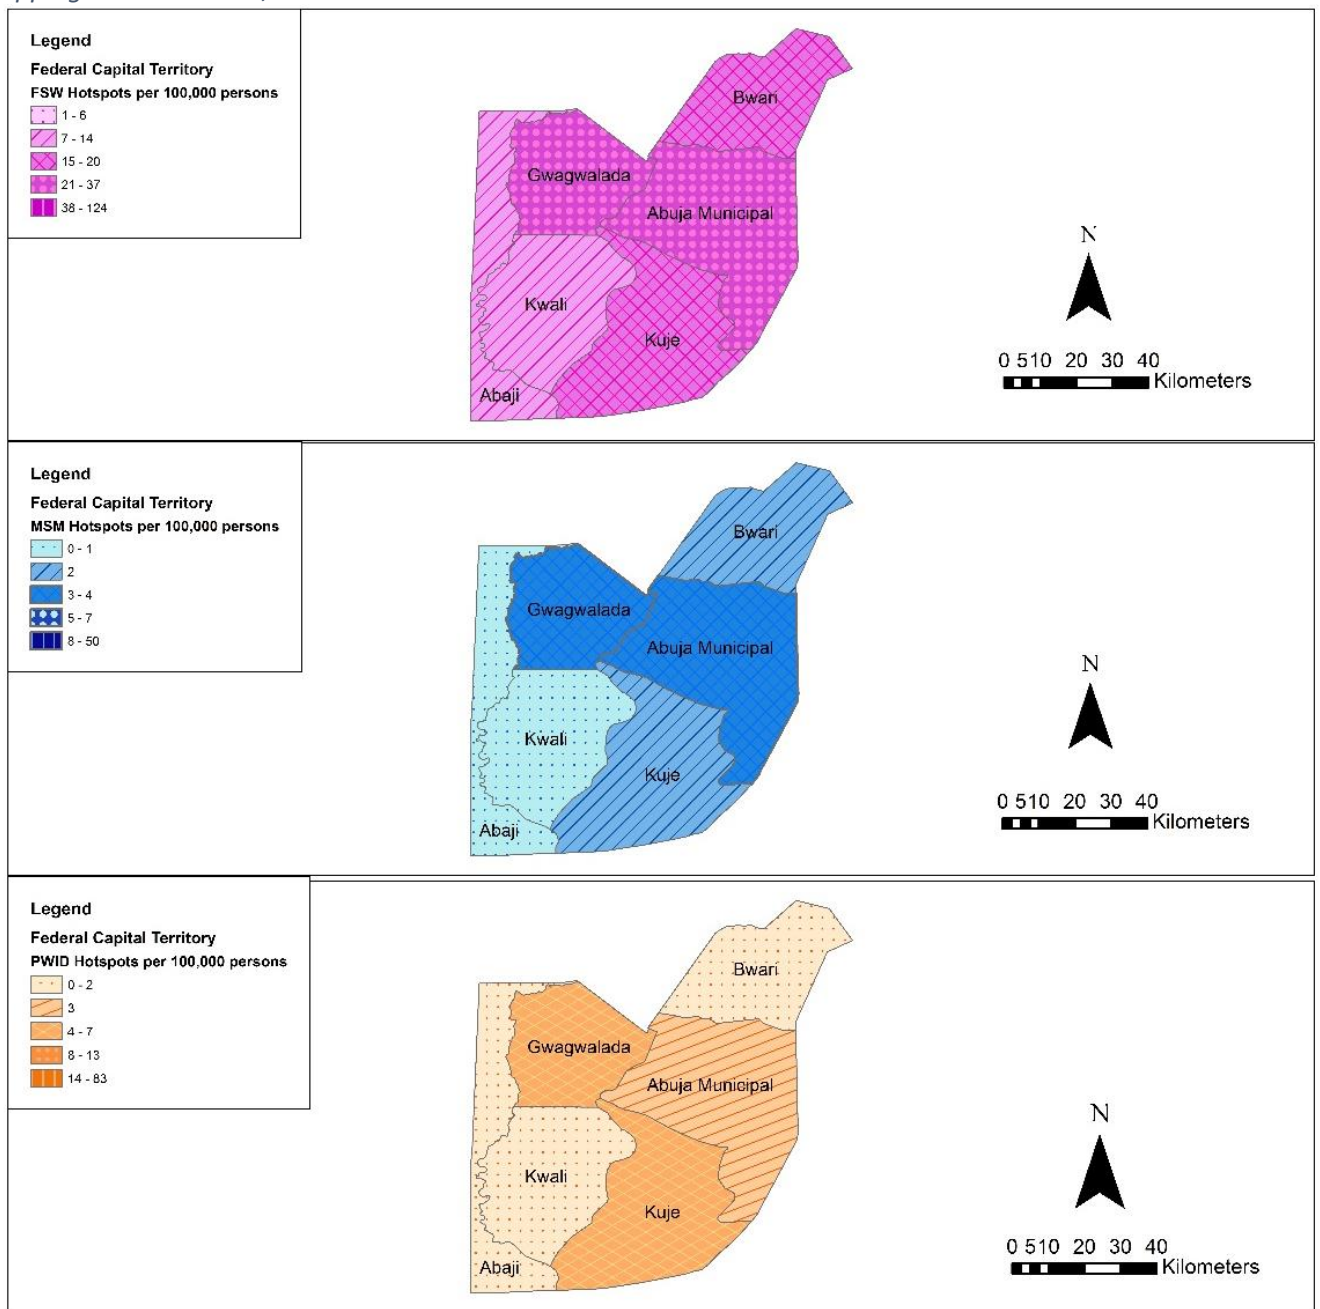 Legend
Federal Capital Territory
FSW Hotspots per 100,000 persons
1 - 6
7 - 14
15 - 20
21 - 37
38 - 124
Bwari
Gwagwalada
Abuja Municipal
Kwali
Kuje
Abaji
N
0 510 20 30 40
Kilometers
Legend
Federal Capital Territory
MSM Hotspots per 100,000 persons
0 - 1
2
3 - 4
5 - 7
8 - 50
Bwari
Gwagwalada
Abuja Municipal
Kwali
Kuje
Abaji
N
0 510 20 30 40
Kilometers
Legend
Federal Capital Territory
PWID Hotspots per 100,000 persons
0 - 2
3
4 - 7
8 - 13
14 - 83
Bwari
Gwagwalada
Abuja Municipal
Kwali
Kuje
Abaji
N
0 510 20 30 40
Kilometers